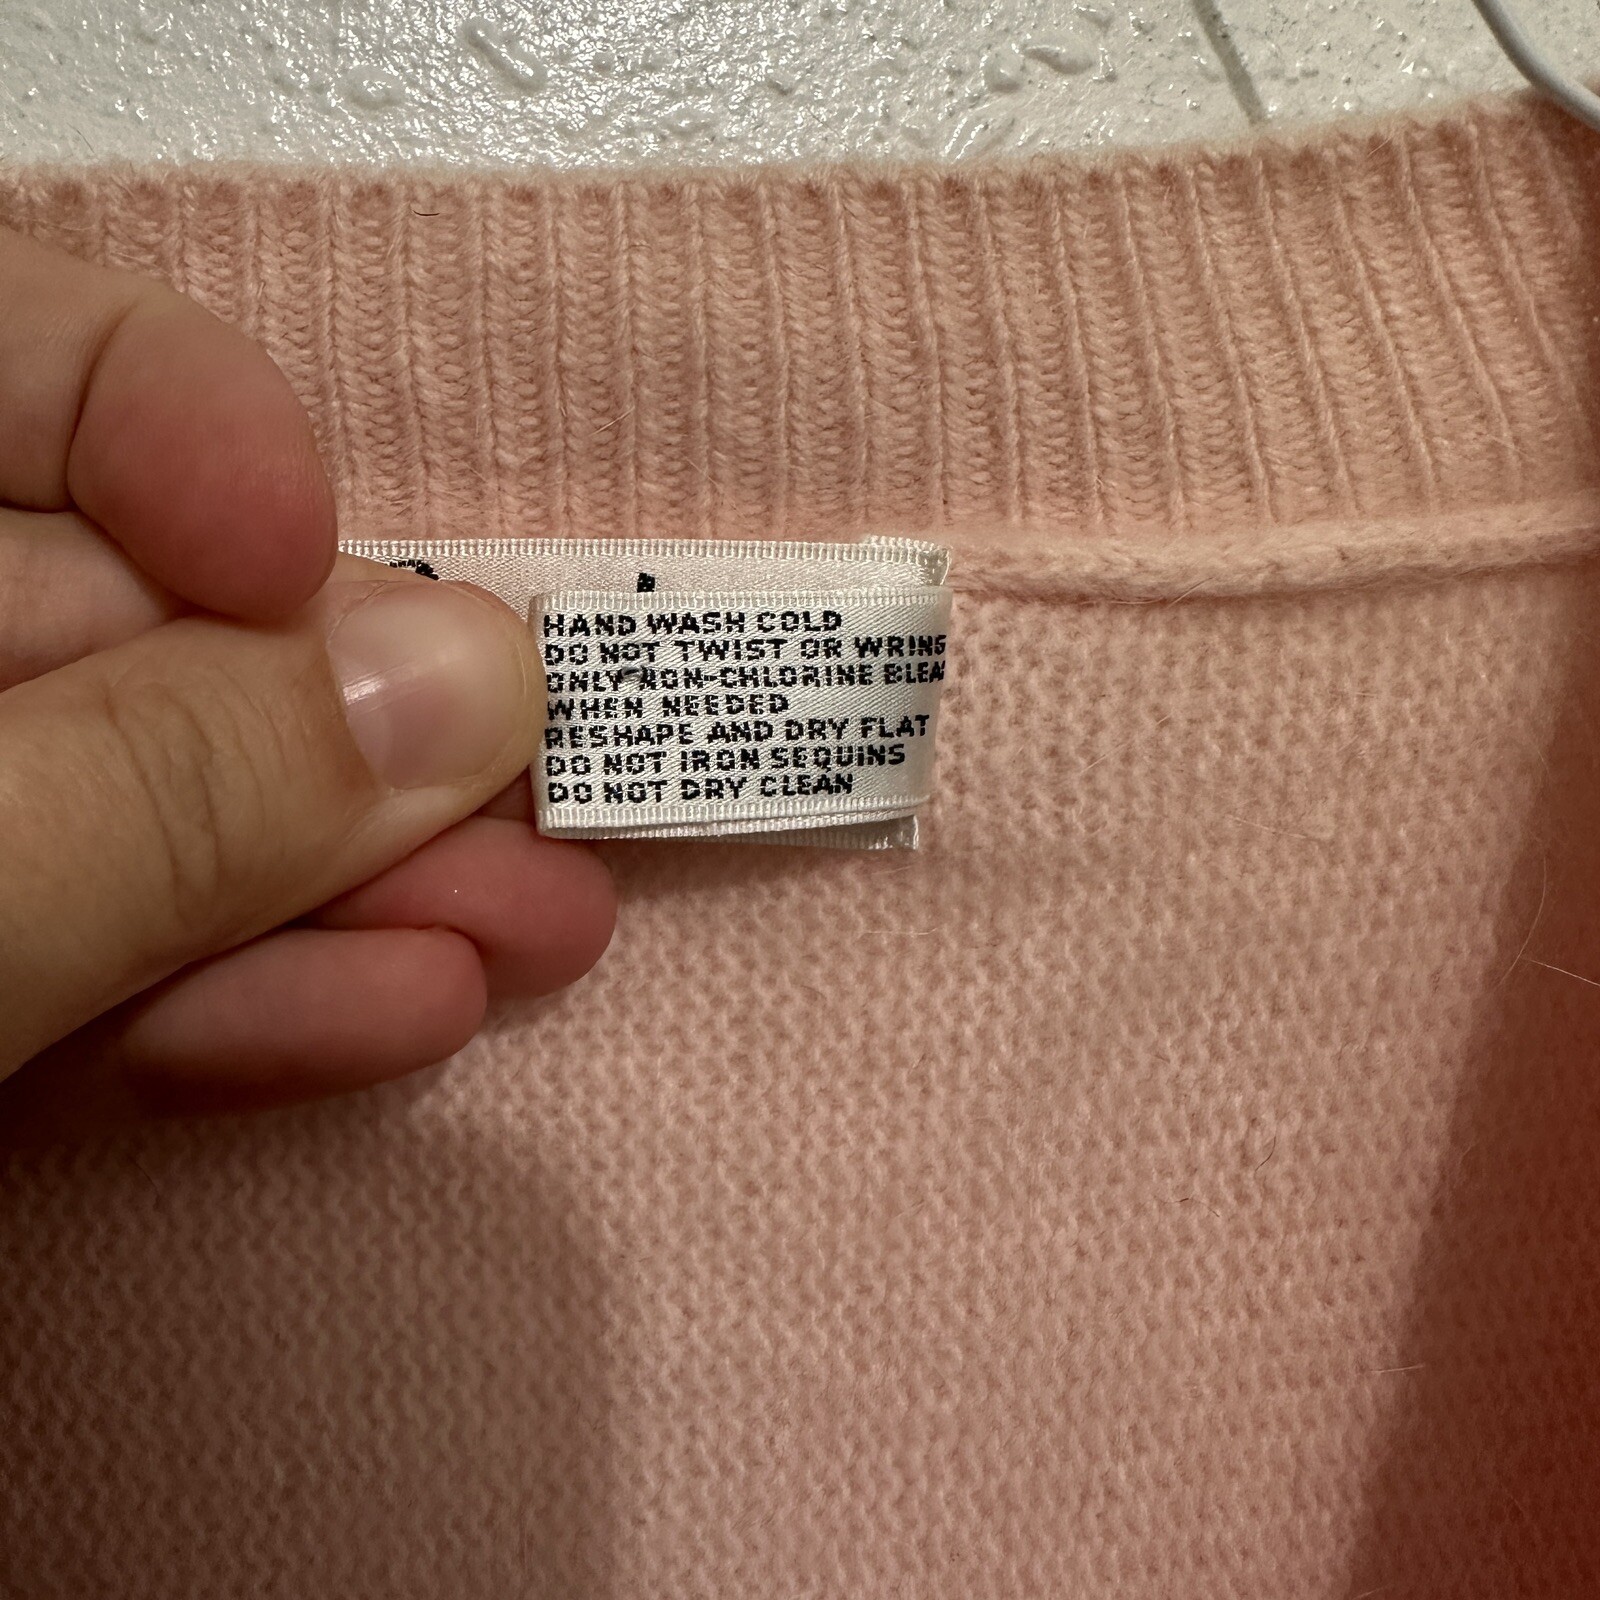 HAND WASH COLD
DO NOT TWIST OR WRING
ONLY NON-CHLORINE BLEA
WHEN NEEDED
RESHAPE AND DRY FLAT
DO NOT IRON SEQUINS
DO NOT DRY CLEAN